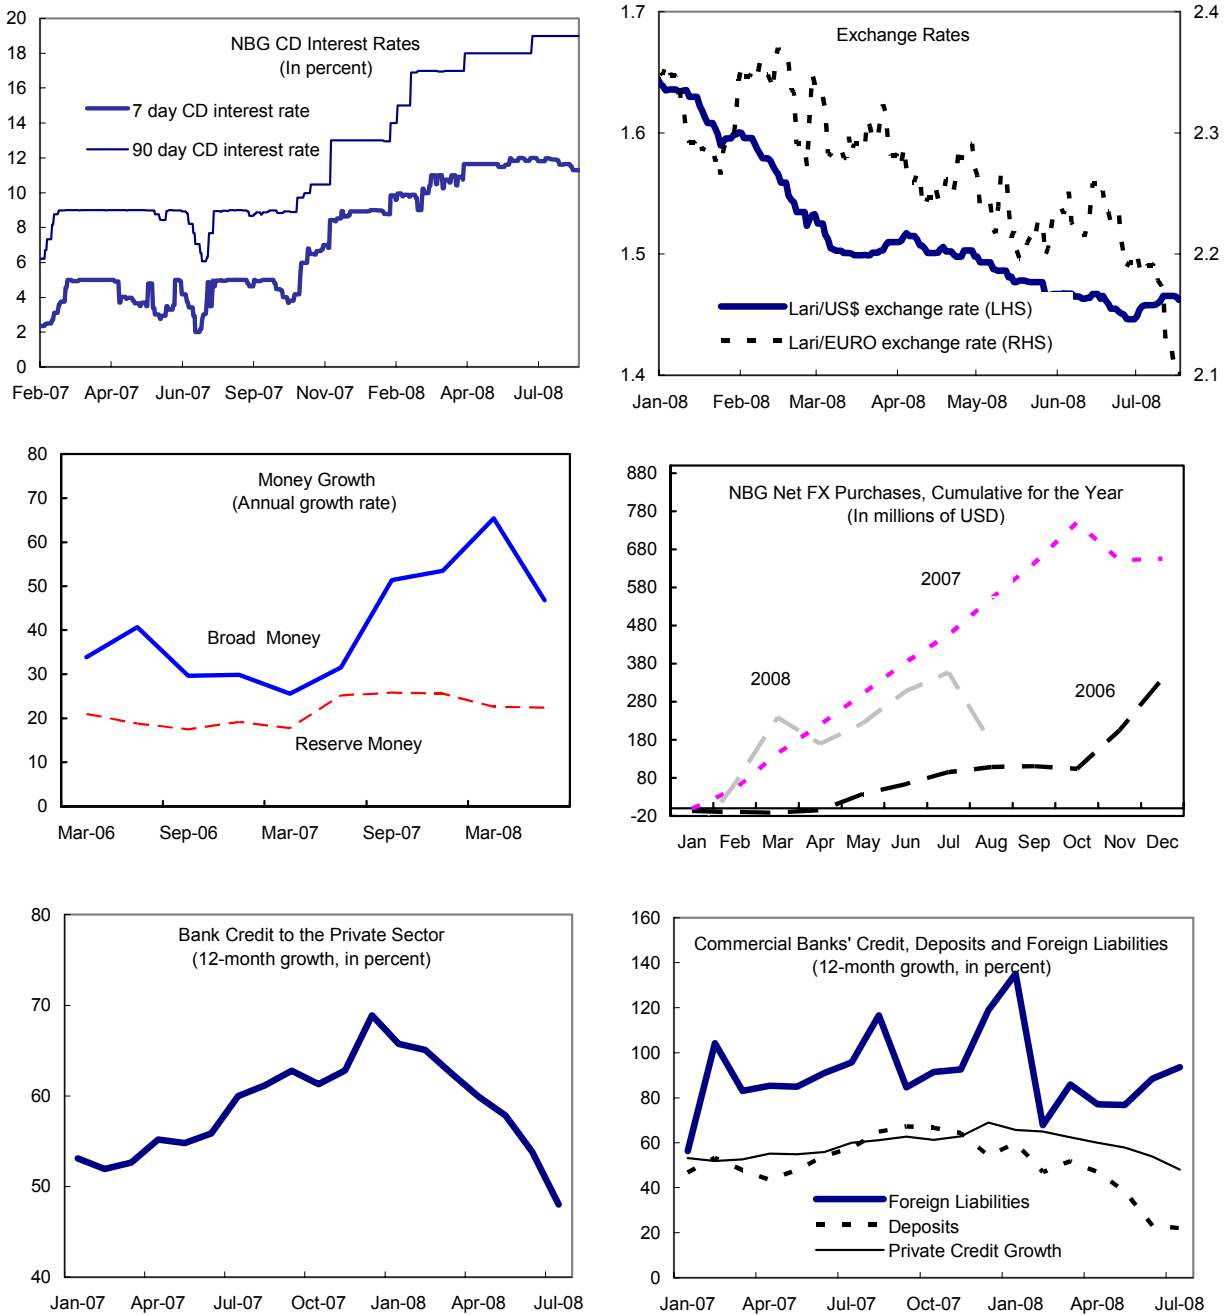 NBG CD Interest Rates
(In percent)
7 day CD interest rate
90 day CD interest rate
20
18
16
14
12
10
8
6
4
2
0
Feb-07 Apr-07 Jun-07 Sep-07 Nov-07 Feb-08 Apr-08 Jul-08
Exchange Rates
1.7
1.6
1.5
1.4
2.4
2.3
2.2
2.1
Lari/US$ exchange rate (LHS)
Lari/EURO exchange rate (RHS)
Jan-08 Feb-08 Mar-08 Apr-08 May-08 Jun-08 Jul-08
Money Growth
(Annual growth rate)
80
70
60
50
40
30
20
10
0
Broad Money
Reserve Money
Mar-06 Sep-06 Mar-07 Sep-07 Mar-08
NBG Net FX Purchases, Cumulative for the Year
(In millions of USD)
880
780
680
580
480
380
280
180
80
-20
2007
2008
2006
Jan Feb Mar Apr May Jun Jul Aug Sep Oct Nov Dec
Bank Credit to the Private Sector
(12-month growth, in percent)
80
70
60
50
40
Jan-07 Apr-07 Jul-07 Oct-07 Jan-08 Apr-08 Jul-08
Commercial Banks' Credit, Deposits and Foreign Liabilities
(12-month growth, in percent)
160
140
120
100
80
60
40
20
0
Foreign Liabilities
Deposits
Private Credit Growth
Jan-07 Apr-07 Jul-07 Oct-07 Jan-08 Apr-08 Jul-08